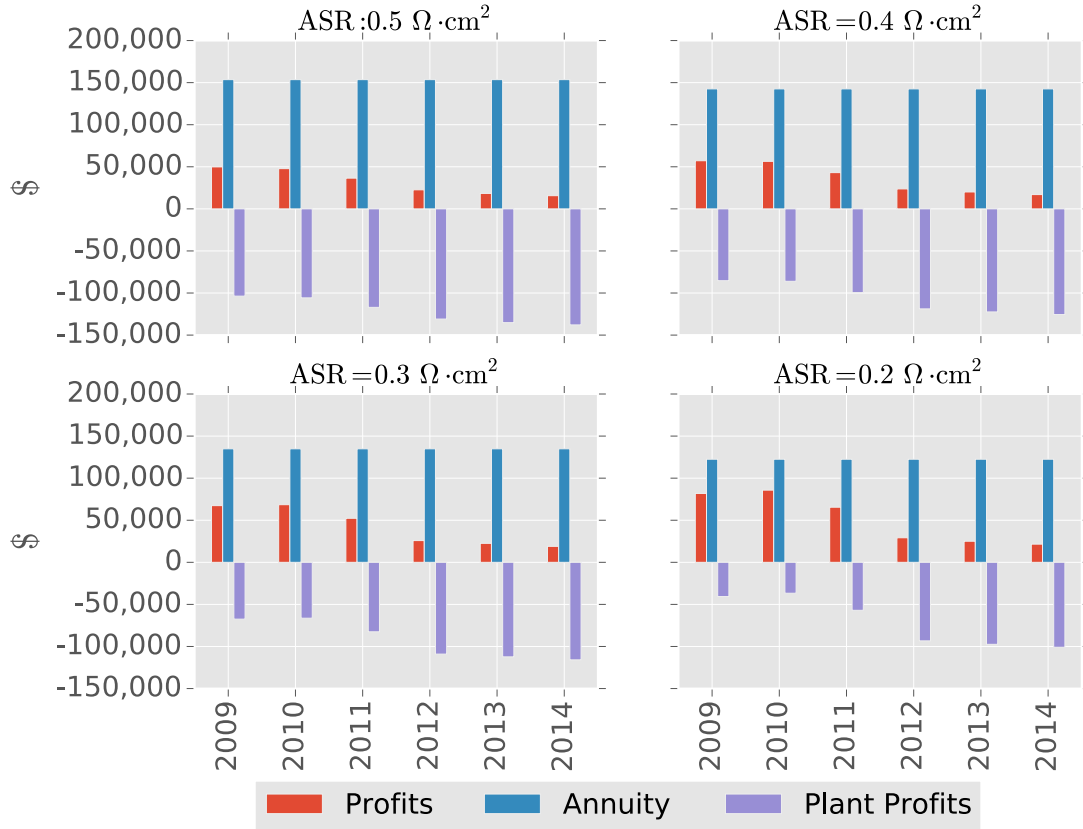 ASR:0.5 Ω·cm²
ASR=0.4 Ω·cm²
200,000
150,000
100,000
50,000
0
-50,000
-100,000
-150,000
$
ASR=0.3 Ω·cm²
ASR=0.2 Ω·cm²
200,000
150,000
100,000
50,000
0
-50,000
-100,000
-150,000
$
2009 2010 2011 2012 2013 2014
2009 2010 2011 2012 2013 2014
Profits Annuity Plant Profits